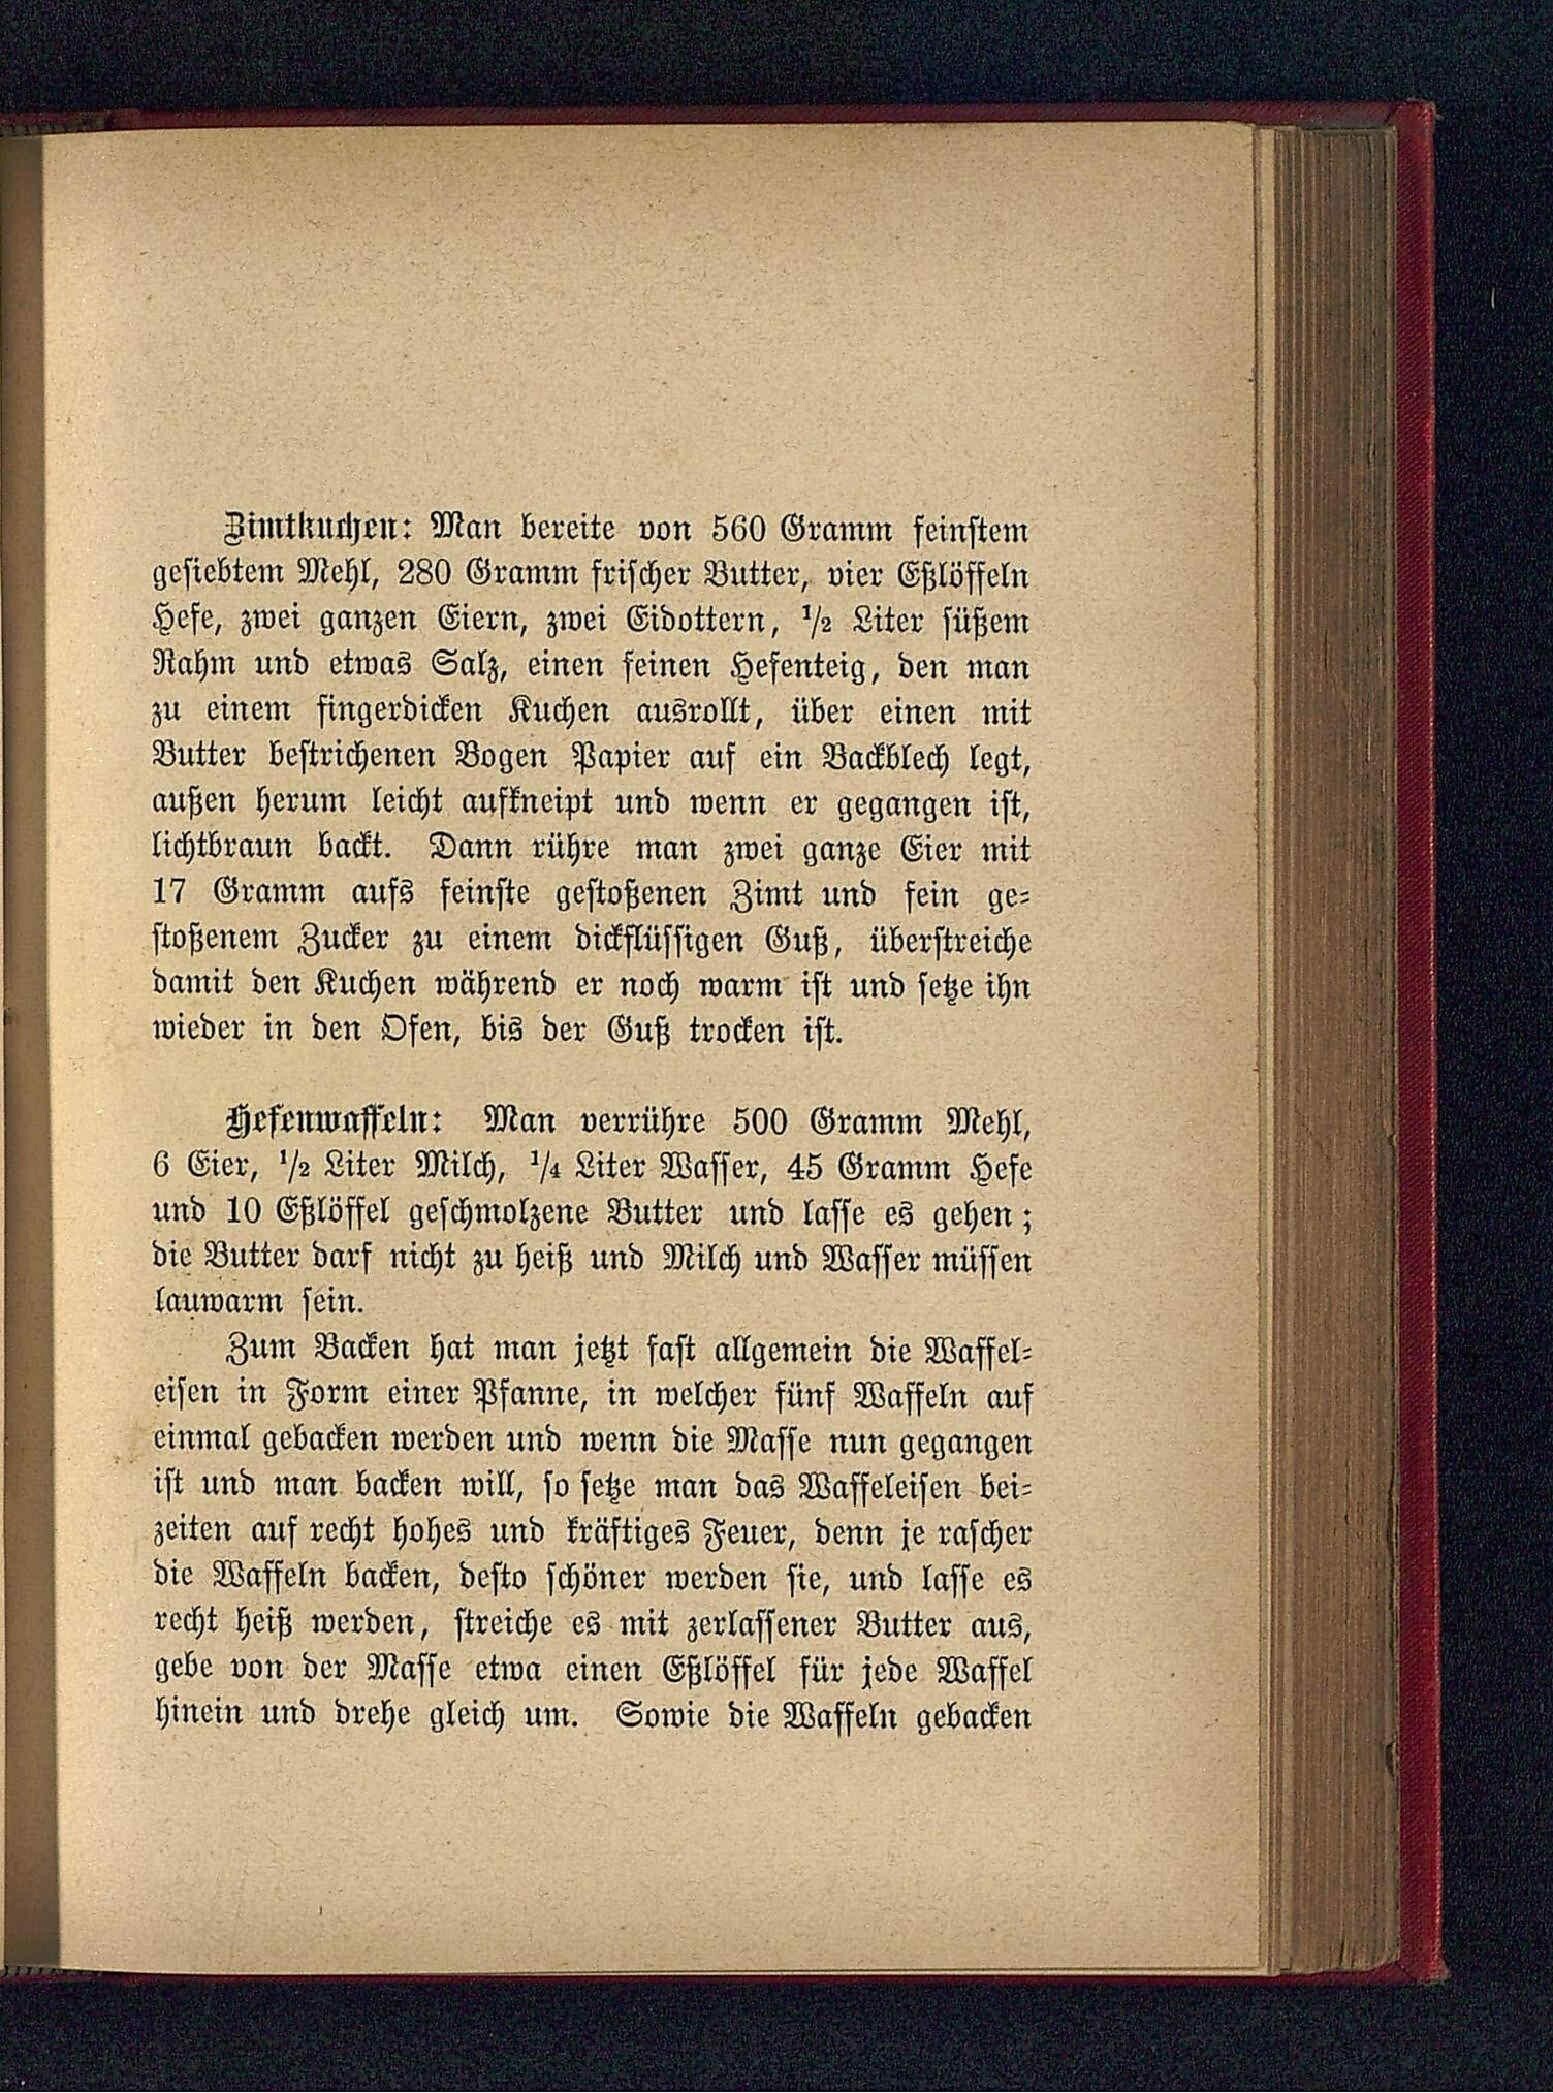 Zimtkuchen: Man bereite von 560 Gramm feinstem
gesiebtem Mehl, 280 Gramm frischer Butter, vier Eßlöffeln
Hefe, zwei ganzen Eiern, zwei Eidottern, 1/2 Liter süßem
Rahm und etwas Salz, einen feinen Hefenteig, den man
zu einem fingerdicken Kuchen ausrollt, über einen mit
Butter bestrichenen Bogen Papier auf ein Backblech legt,
außen herum leicht aufkneipt und wenn er gegangen ist,
lichtbraun backt. Dann rühre man zwei ganze Eier mit
17 Gramm aufs feinste gestoßenen Zimt und fein ge-
stoßenem Zucker zu einem dickflüssigen Guß, überstreiche
damit den Kuchen während er noch warm ist und setze ihn
wieder in den Ofen, bis der Guß trocken ist.
Hefenwaffeln: Man verrühre 500 Gramm Mehl,
6 Eier, 1/2 Liter Milch, 1/4 Liter Wasser, 45 Gramm Hefe
und 10 Eßlöffel geschmolzene Butter und lasse es gehen;
die Butter darf nicht zu heiß und Milch und Wasser müssen
lauwarm sein.
Zum Backen hat man jetzt fast allgemein die Waffel-
eisen in Form einer Pfanne, in welcher fünf Waffeln auf
einmal gebacken werden und wenn die Masse nun gegangen
ist und man backen will, so setze man das Waffeleisen bei-
zeiten auf recht hohes und kräftiges Feuer, denn je rascher
die Waffeln backen, desto schöner werden sie, und lasse es
recht heiß werden, streiche es mit zerlassener Butter aus,
gebe von der Masse etwa einen Eßlöffel für jede Waffel
hinein und drehe gleich um. Sowie die Waffeln gebacken